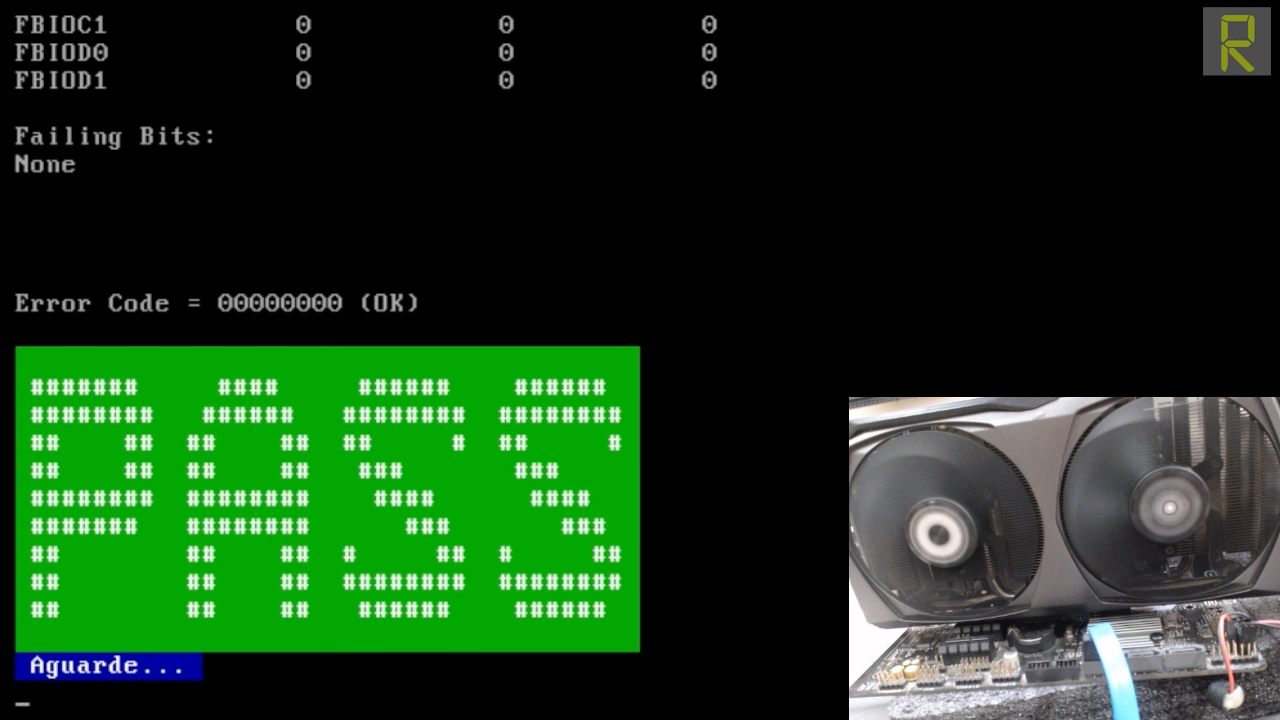 FBIOC1 0 0 0
FBIOD0 0 0 0
FBIOD1 0 0 0
Failing Bits:
None
Error Code = 00000000 (OK)
PASS
Aguarde...
R